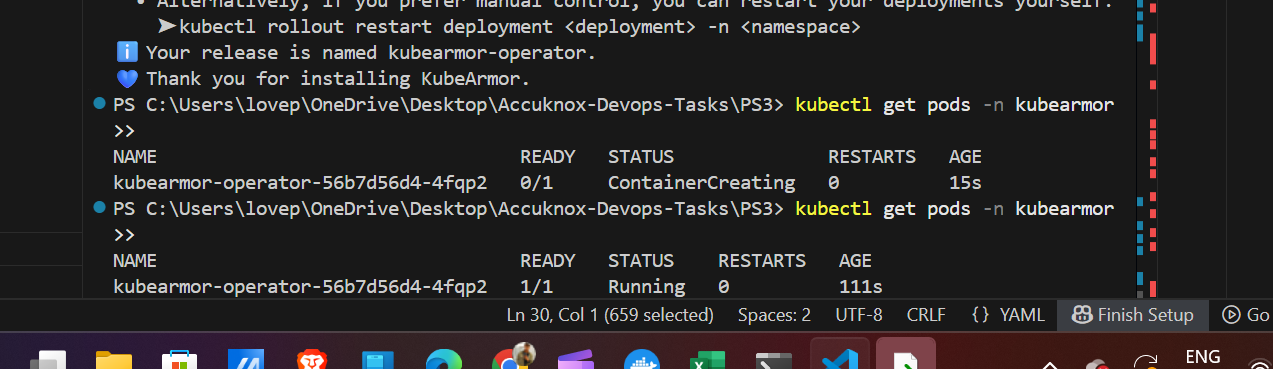 • Alternatively, if you prefer manual control, you can restart your deployments yourself.
➤kubectl rollout restart deployment <deployment> -n <namespace>
ℹ️ Your release is named kubearmor-operator.
💙 Thank you for installing KubeArmor.
PS C:\Users\lovep\OneDrive\Desktop\Accuknox-Devops-Tasks\PS3> kubectl get pods -n kubearmor
>>
NAME READY STATUS RESTARTS AGE
kubearmor-operator-56b7d56d4-4fqp2 0/1 ContainerCreating 0 15s
PS C:\Users\lovep\OneDrive\Desktop\Accuknox-Devops-Tasks\PS3> kubectl get pods -n kubearmor
>>
NAME READY STATUS RESTARTS AGE
kubearmor-operator-56b7d56d4-4fqp2 1/1 Running 0 111s
Ln 30, Col 1 (659 selected) Spaces: 2 UTF-8 CRLF {} YAML Finish Setup Go
ENG